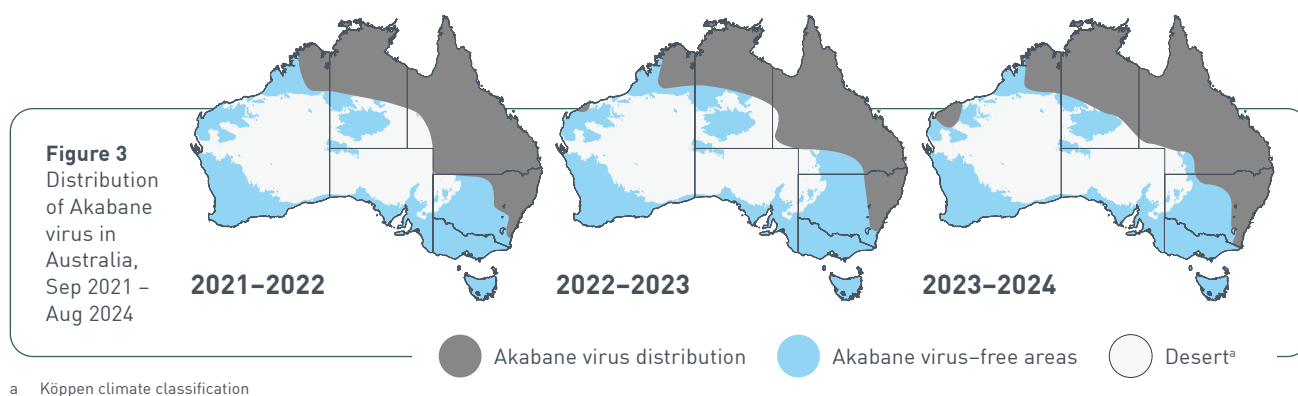 Figure 3
Distribution
of Akabane
virus in
Australia,
Sep 2021 –
Aug 2024
2021–2022
2022–2023
2023–2024
Akabane virus distribution
Akabane virus–free areas
Desertᵃ
a Köppen climate classification